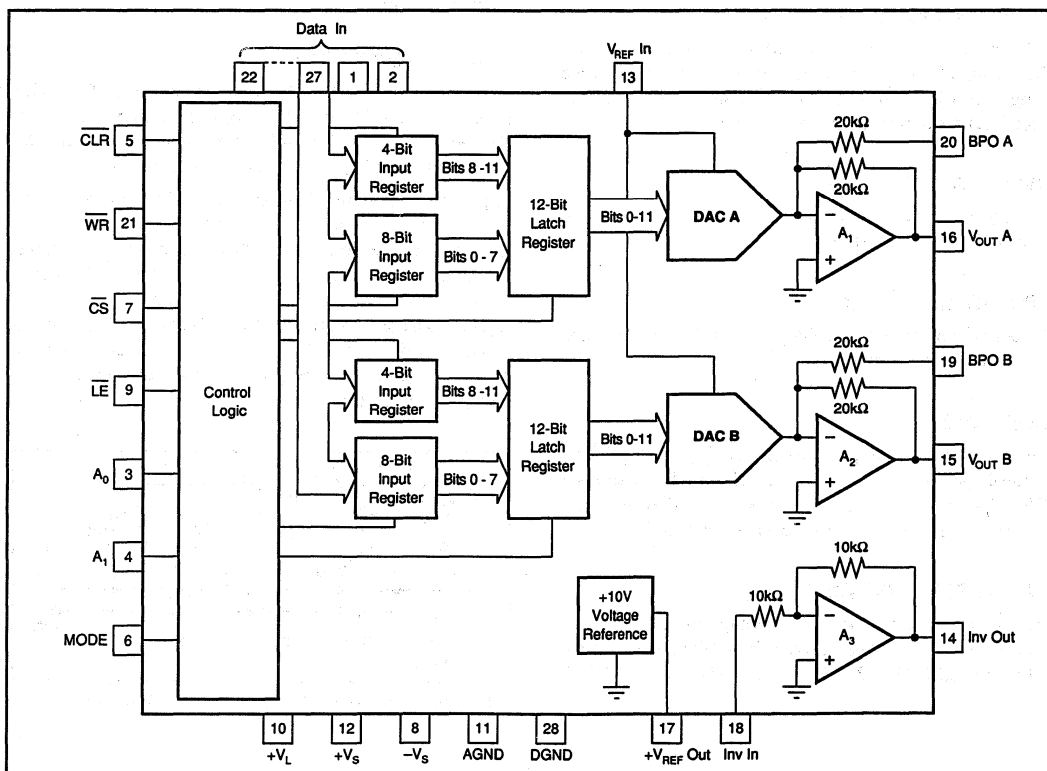 Data In
22 27 1 2
V_REF In
13
CLR 5
WR 21
CS 7
LE 9
A0 3
A1 4
MODE 6
Control
Logic
4-Bit
Input
Register
Bits 8 -11
8-Bit
Input
Register
Bits 0 - 7
12-Bit
Latch
Register
Bits 0-11
DAC A
20kΩ
20kΩ
A1
−
+
20 BPO A
16 V_OUT A
4-Bit
Input
Register
Bits 8-11
8-Bit
Input
Register
Bits 0 - 7
12-Bit
Latch
Register
Bits 0-11
DAC B
20kΩ
20kΩ
A2
−
+
19 BPO B
15 V_OUT B
+10V
Voltage
Reference
10kΩ
10kΩ
A3
−
+
14 Inv Out
10 12 8 11 28 17 18
+V_L +V_S −V_S AGND DGND +V_REF Out Inv In